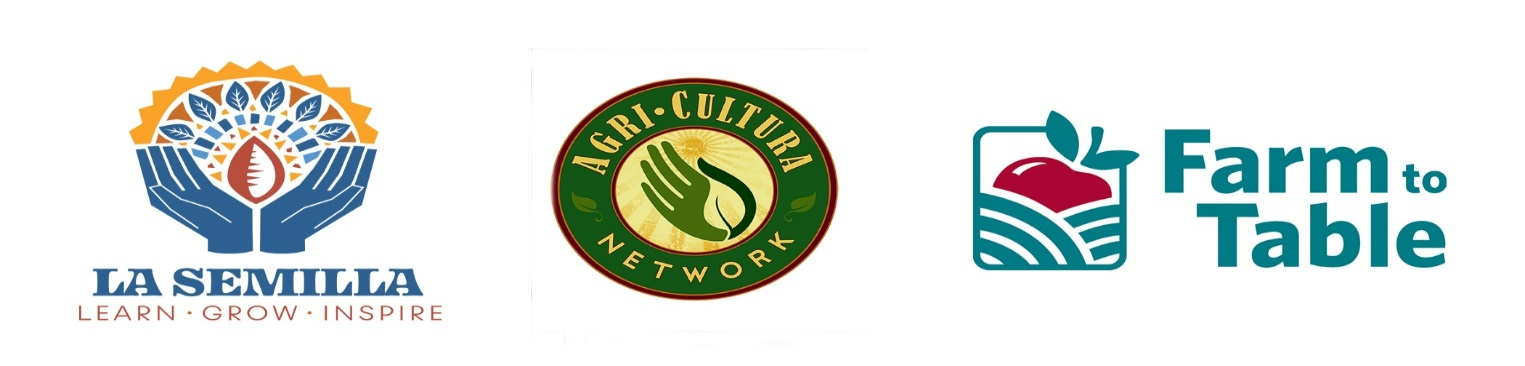 LA SEMILLA
LEARN · GROW · INSPIRE
AGRI·CULTURA
NETWORK
Farm to
Table